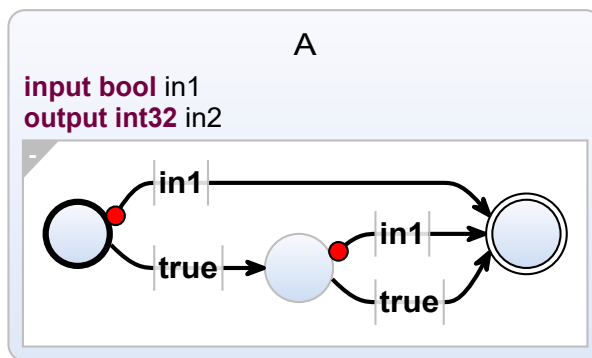 A
input bool in1
output int32 in2
-
in1
in1
true
true